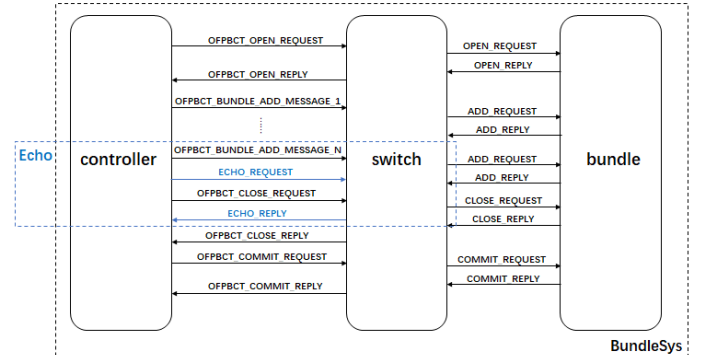 OFPBCT_OPEN_REQUEST
OPEN_REQUEST
OPEN_REPLY
OFPBCT_OPEN_REPLY
OFPBCT_BUNDLE_ADD_MESSAGE_1
ADD_REQUEST
ADD_REPLY
Echo
controller
OFPBCT_BUNDLE_ADD_MESSAGE_N
switch
ADD_REQUEST
bundle
ECHO_REQUEST
ADD_REPLY
OFPBCT_CLOSE_REQUEST
CLOSE_REQUEST
ECHO_REPLY
CLOSE_REPLY
OFPBCT_CLOSE_REPLY
OFPBCT_COMMIT_REQUEST
COMMIT_REQUEST
COMMIT_REPLY
OFPBCT_COMMIT_REPLY
BundleSys